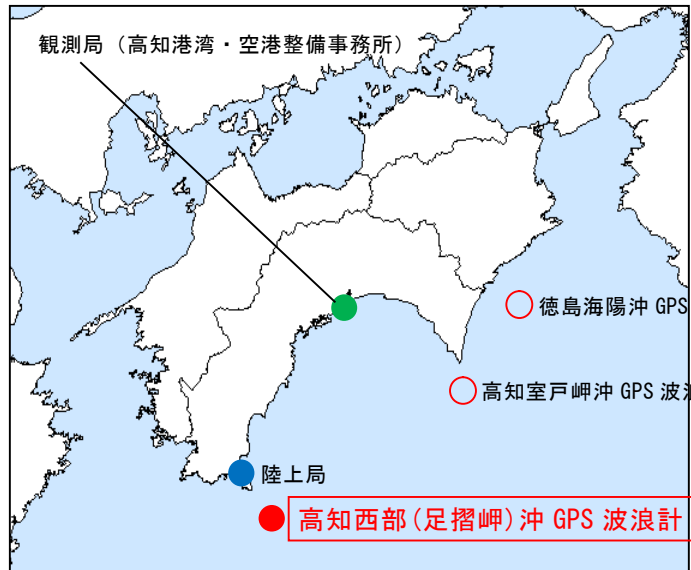 観測局（高知港湾・空港整備事務所）
徳島海陽沖 GPS
高知室戸岬沖 GPS 波
陸上局
高知西部(足摺岬)沖 GPS 波浪計